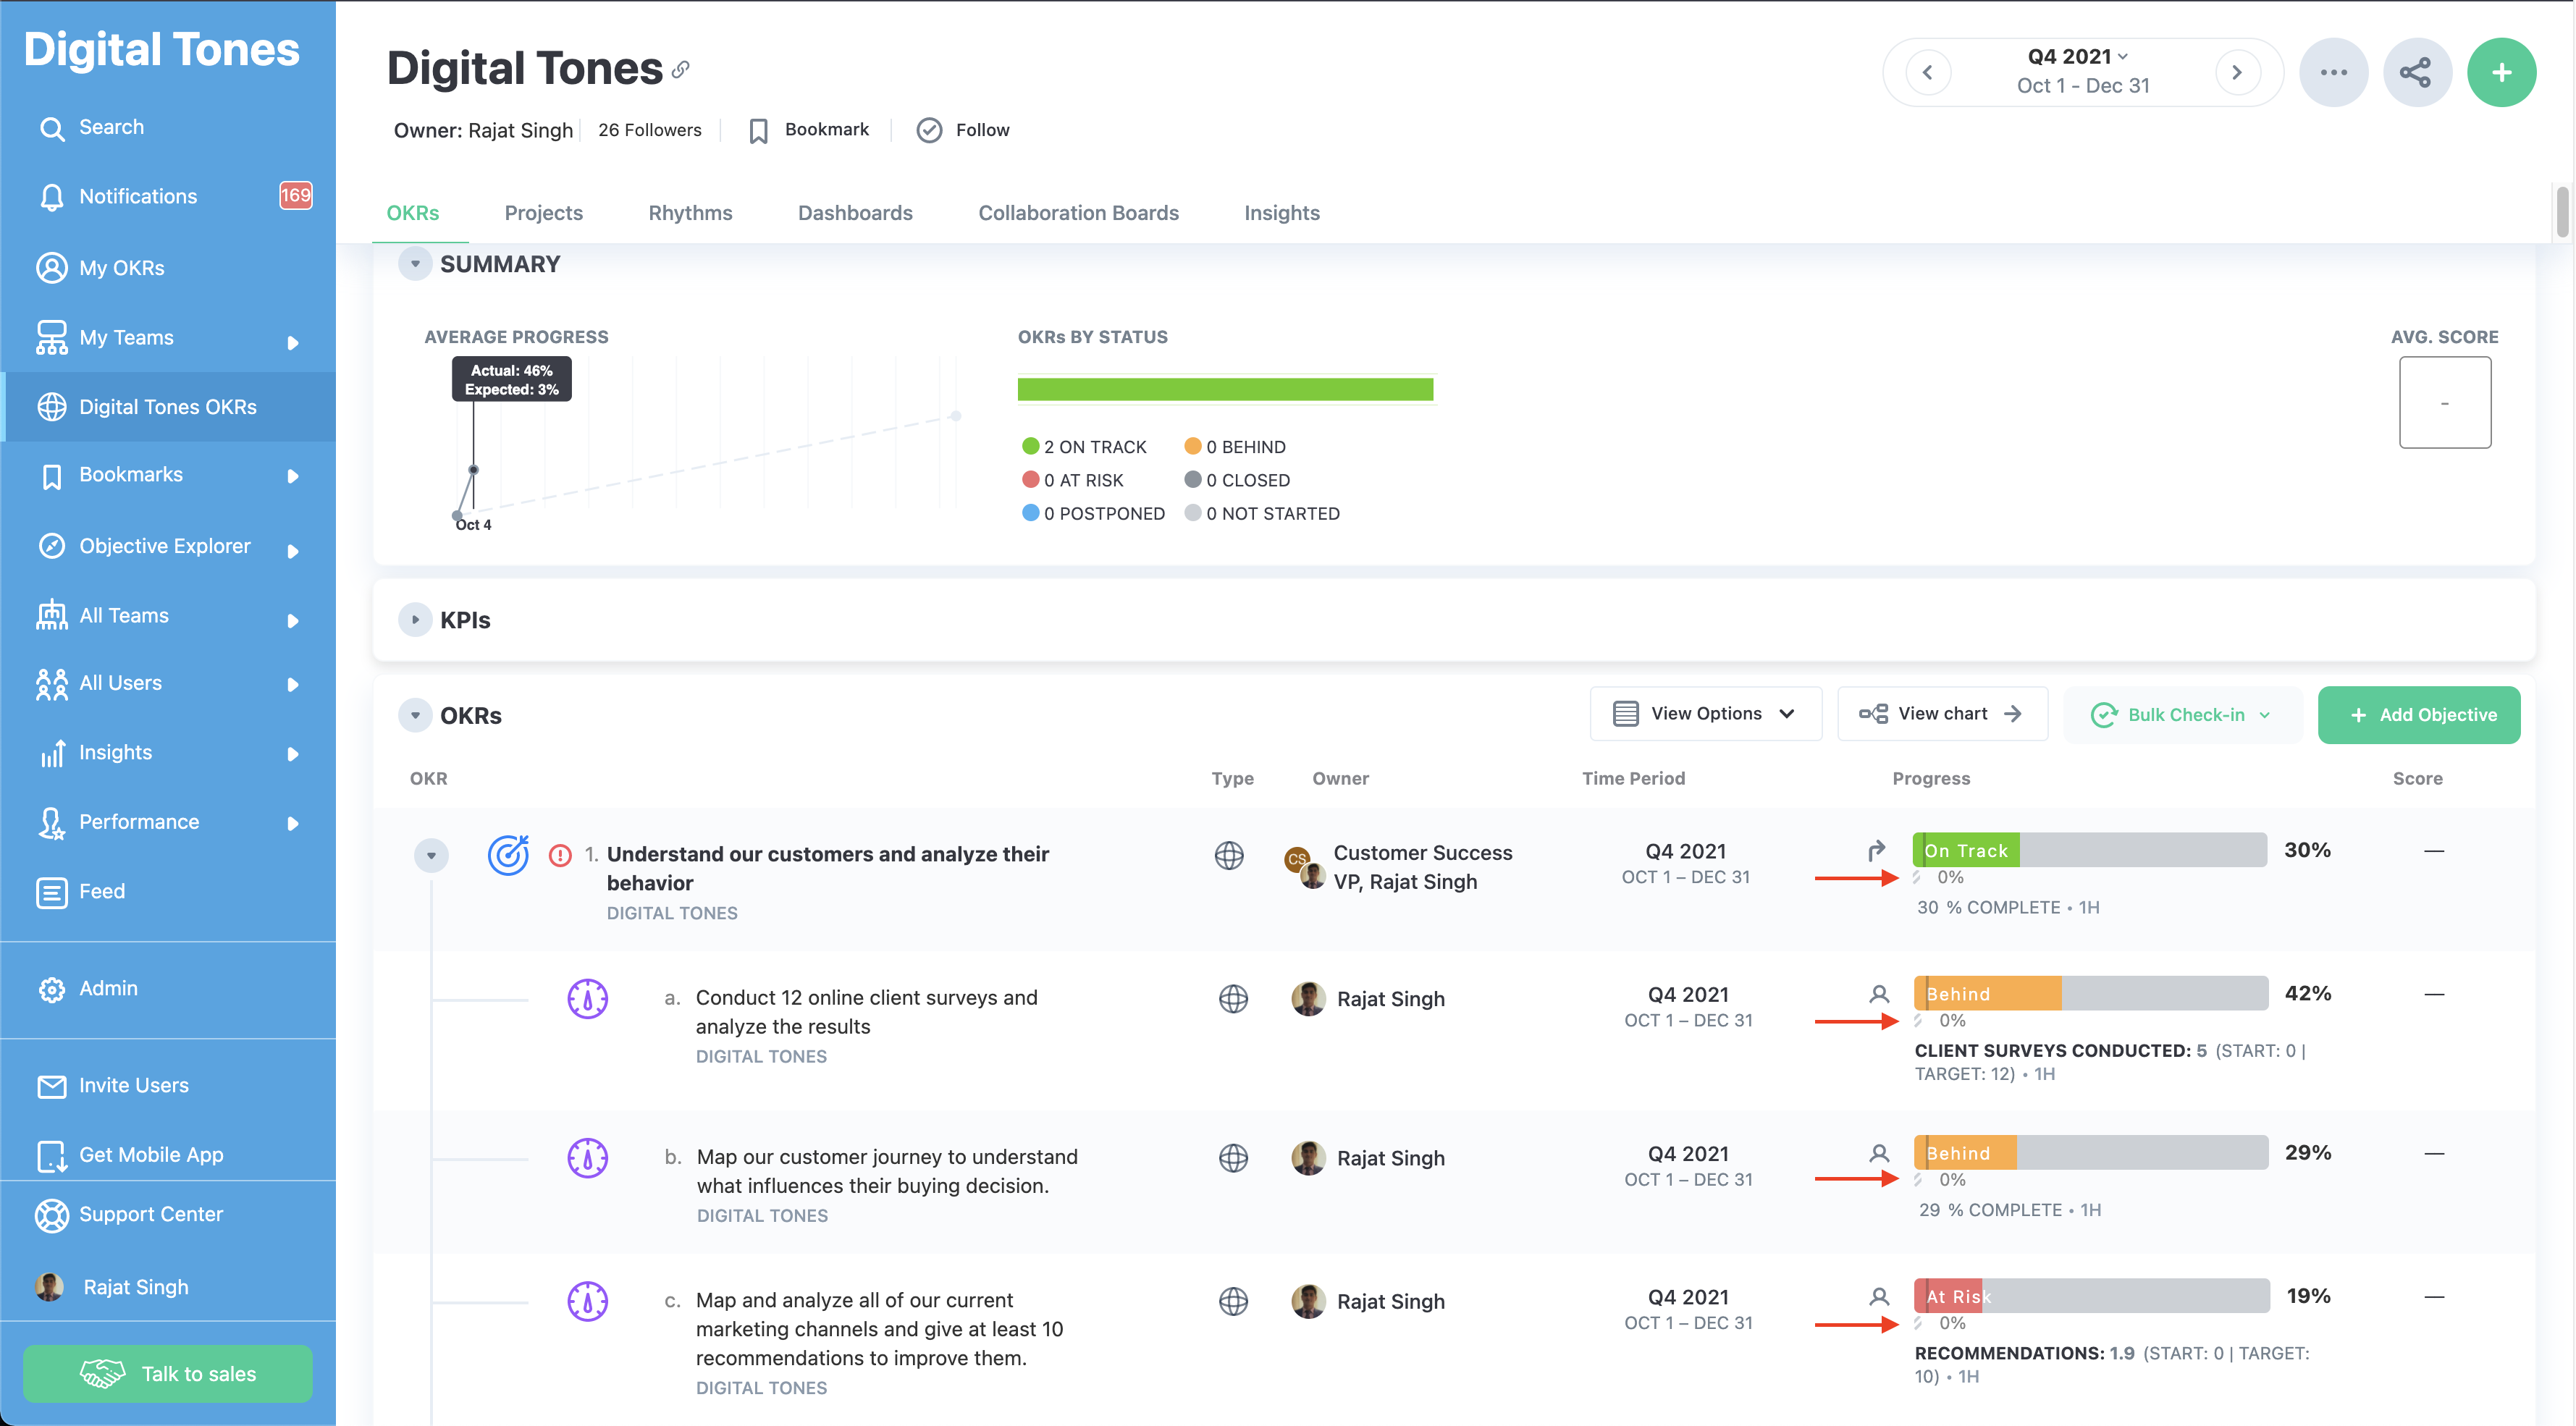 Digital Tones
Search
Notifications 169
My OKRs
My Teams
Digital Tones OKRs
Bookmarks
Objective Explorer
All Teams
All Users
Insights
Performance
Feed
Admin
Invite Users
Get Mobile App
Support Center
Rajat Singh
Talk to sales
Digital Tones
Owner: Rajat Singh 26 Followers Bookmark Follow
Q4 2021
Oct 1 - Dec 31
OKRs Projects Rhythms Dashboards Collaboration Boards Insights
SUMMARY
AVERAGE PROGRESS
Actual: 46%
Expected: 3%
Oct 4
OKRs BY STATUS
2 ON TRACK 0 BEHIND
0 AT RISK 0 CLOSED
0 POSTPONED 0 NOT STARTED
AVG. SCORE
-
KPIs
OKRs View Options View chart Bulk Check-in + Add Objective
OKR Type Owner Time Period Progress Score
1. Understand our customers and analyze their
behavior
DIGITAL TONES
CS
Customer Success
VP, Rajat Singh
Q4 2021
OCT 1 – DEC 31
On Track 30% —
0%
30 % COMPLETE • 1H
a. Conduct 12 online client surveys and
analyze the results
DIGITAL TONES
Rajat Singh
Q4 2021
OCT 1 – DEC 31
Behind 42% —
0%
CLIENT SURVEYS CONDUCTED: 5 (START: 0 |
TARGET: 12) • 1H
b. Map our customer journey to understand
what influences their buying decision.
DIGITAL TONES
Rajat Singh
Q4 2021
OCT 1 – DEC 31
Behind 29% —
0%
29 % COMPLETE • 1H
c. Map and analyze all of our current
marketing channels and give at least 10
recommendations to improve them.
DIGITAL TONES
Rajat Singh
Q4 2021
OCT 1 – DEC 31
At Risk 19% —
0%
RECOMMENDATIONS: 1.9 (START: 0 | TARGET:
10) • 1H